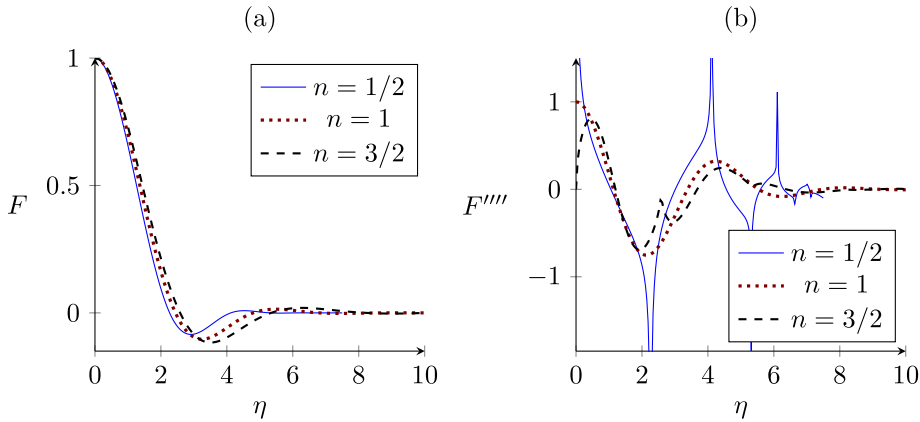 (a)
1
0.5
0
F
0 2 4 6 8 10
η
n = 1/2
n = 1
n = 3/2
(b)
1
0
−1
F''''
0 2 4 6 8 10
η
n = 1/2
n = 1
n = 3/2